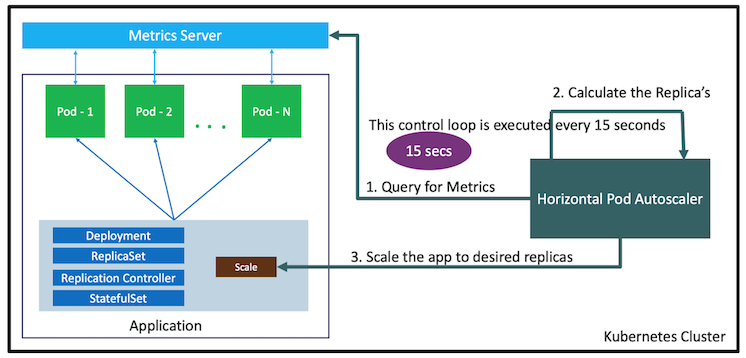 Metrics Server
Pod - 1
Pod - 2
. . .
Pod - N
2. Calculate the Replica's
This control loop is executed every 15 seconds
15 secs
1. Query for Metrics
Horizontal Pod Autoscaler
Deployment
ReplicaSet
Replication Controller
StatefulSet
Scale
3. Scale the app to desired replicas
Application
Kubernetes Cluster